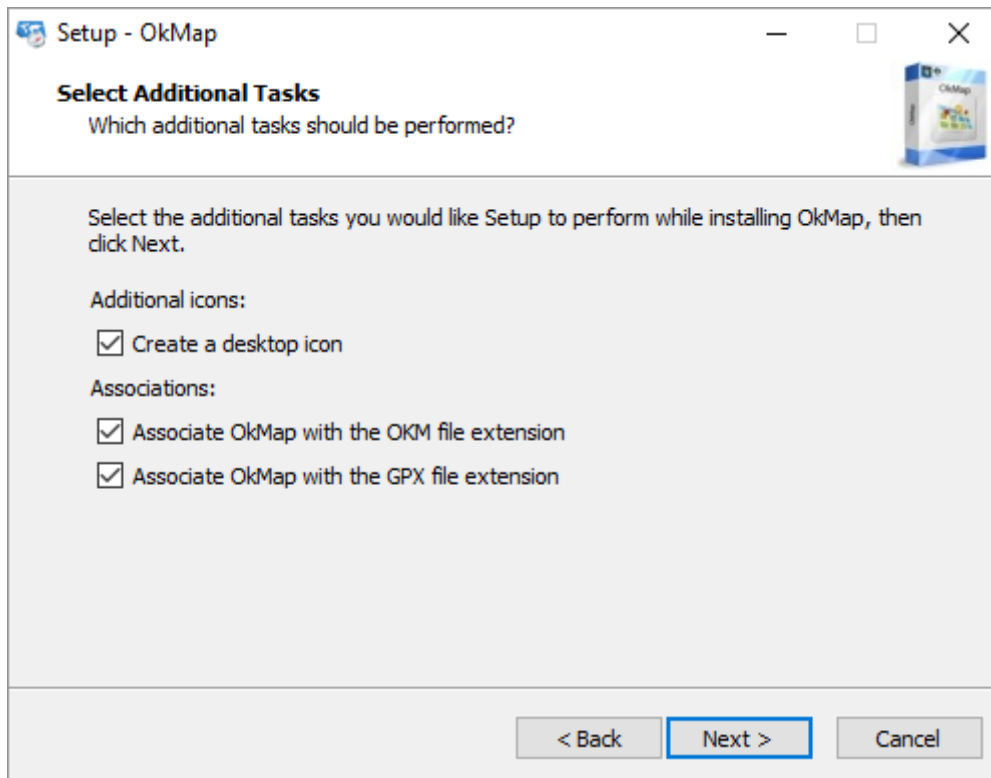 Setup - OkMap
Select Additional Tasks
Which additional tasks should be performed?
OkMap
Select the additional tasks you would like Setup to perform while installing OkMap, then
click Next.
Additional icons:
Create a desktop icon
Associations:
Associate OkMap with the OKM file extension
Associate OkMap with the GPX file extension
< Back
Next >
Cancel